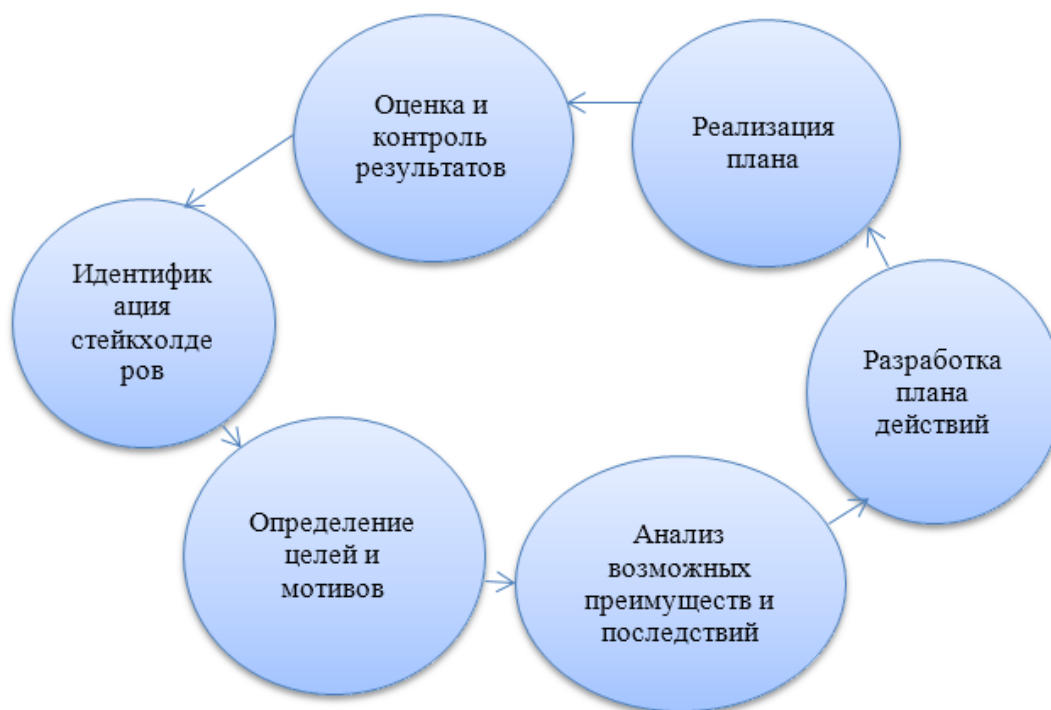 Оценка и
контроль
результатов
Реализация
плана
Идентифик
ация
стейкхолде
ров
Разработка
плана
действий
Определение
целей и
мотивов
Анализ
возможных
преимуществ и
последствий